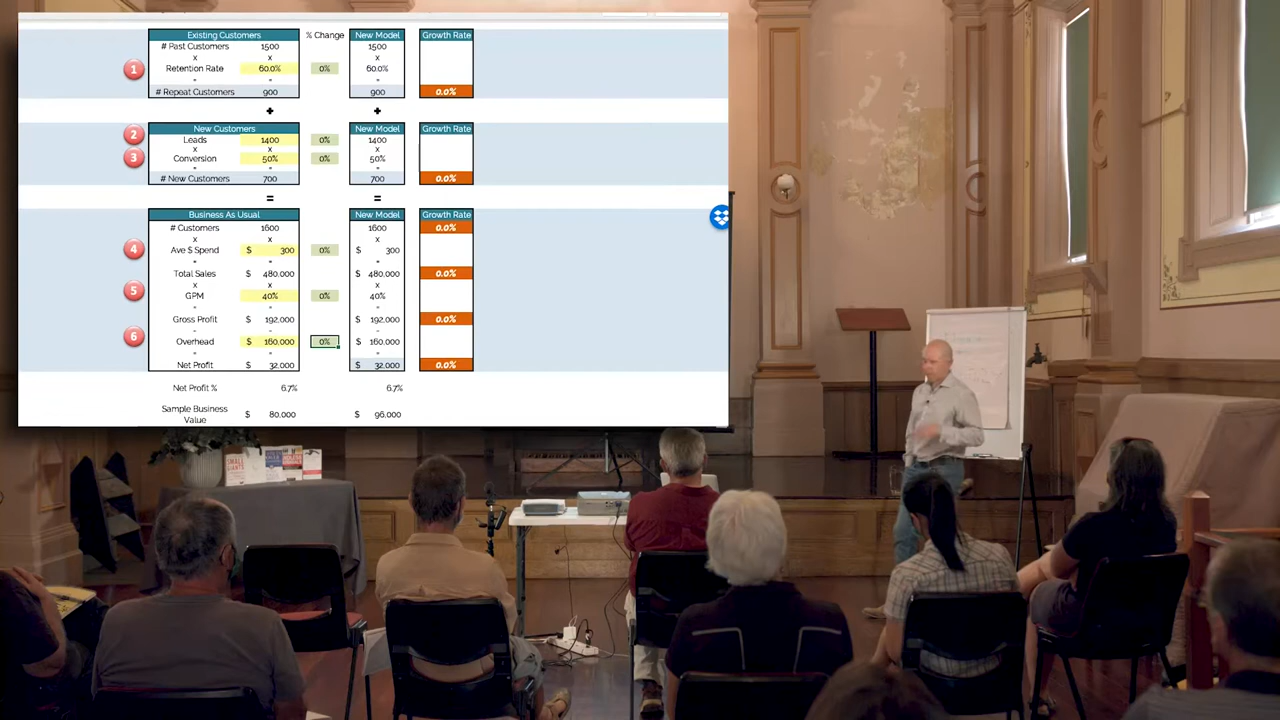 Existing Customers % Change New Model Growth Rate
# Past Customers 1500 1500
x x
1 Retention Rate 60.0% 0% 60.0%
= =
# Repeat Customers 900 900 0.0%
+ +
New Customers New Model Growth Rate
2 Leads 1400 0% 1400
x x x
3 Conversion 50% 0% 50%
= = =
# New Customers 700 700 0.0%
= =
Business As Usual New Model Growth Rate
# Customers 1600 1600 0.0%
x x x
4 Ave $ Spend $ 300 0% $ 300
= = =
Total Sales $ 480,000 $ 480,000 0.0%
x x x
5 GPM 40% 0% 40%
= = =
Gross Profit $ 192,000 $ 192,000 0.0%
- - -
6 Overhead $ 160,000 0% $ 160,000
= = =
Net Profit $ 32,000 $ 32,000 0.0%
Net Profit % 6.7% 6.7%
Sample Business Value $ 80,000 $ 96,000
SMALL
GIANTS